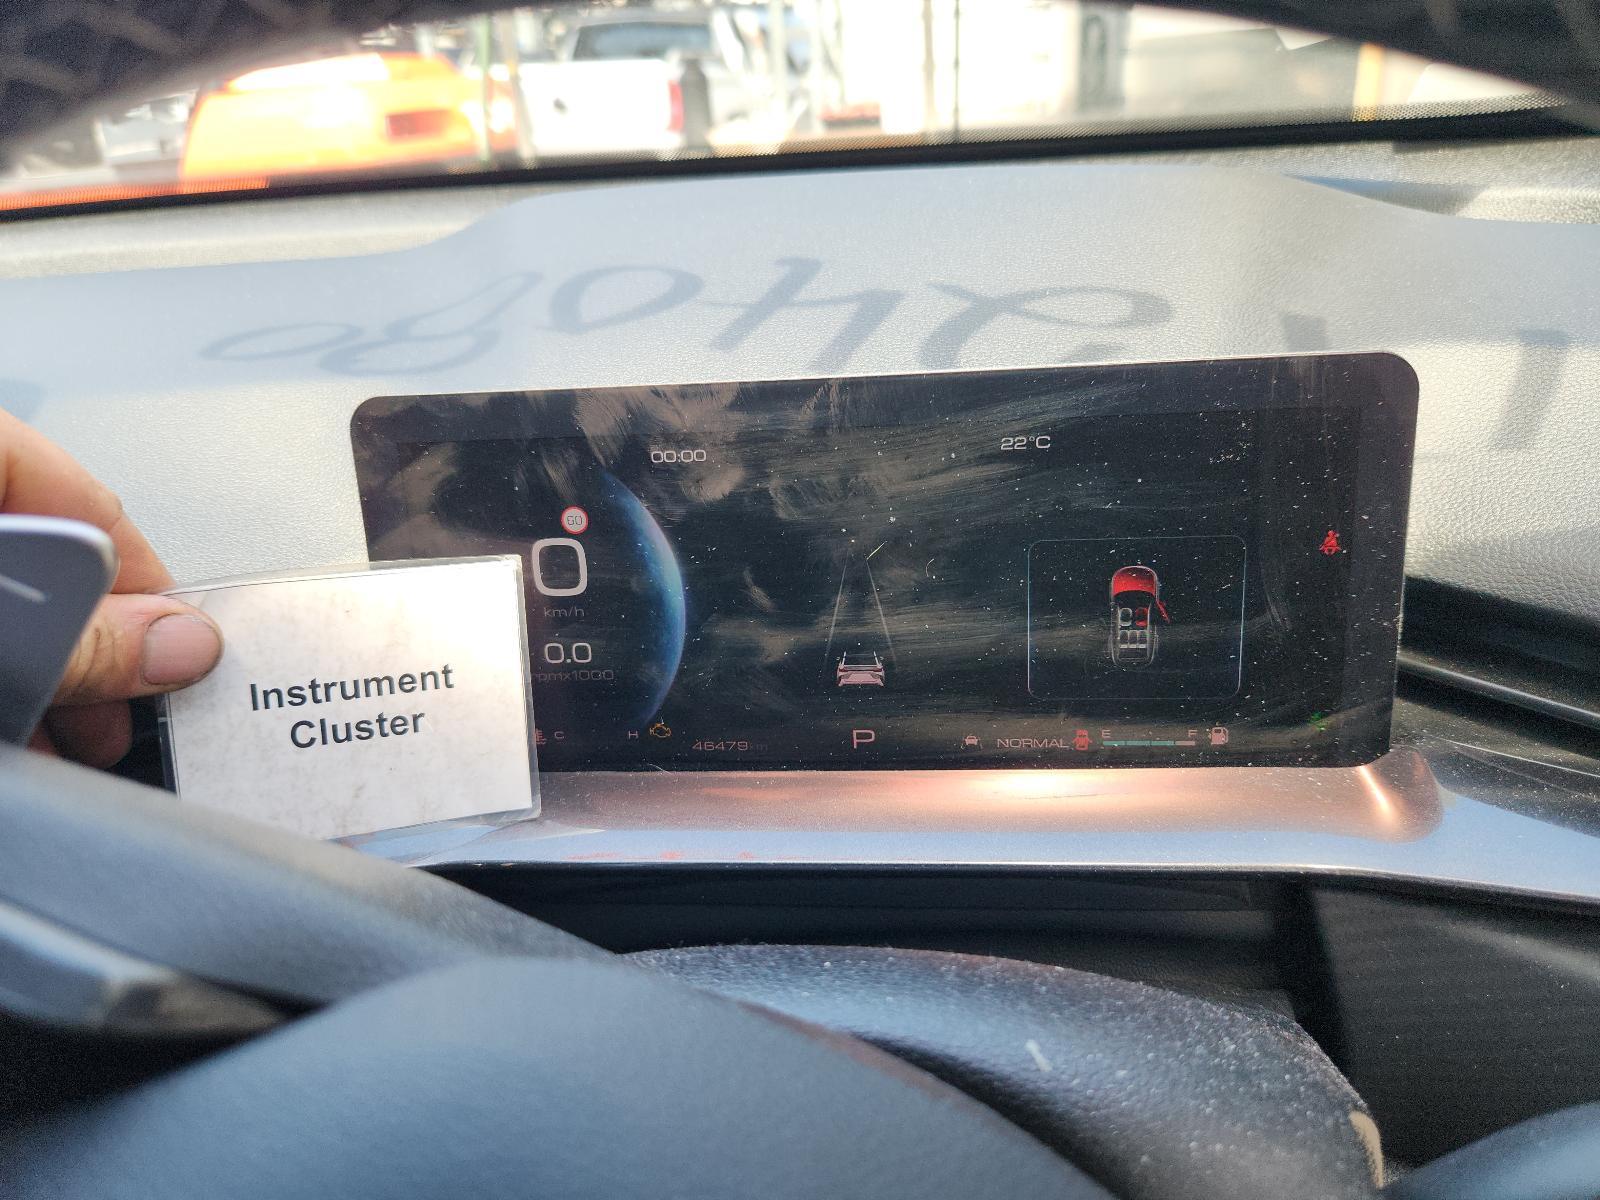 00:00
22°C
60
0
km/h
0.0
rpmx1000
C
H
46479km
P
NORMAL
E
F
Instrument
Cluster